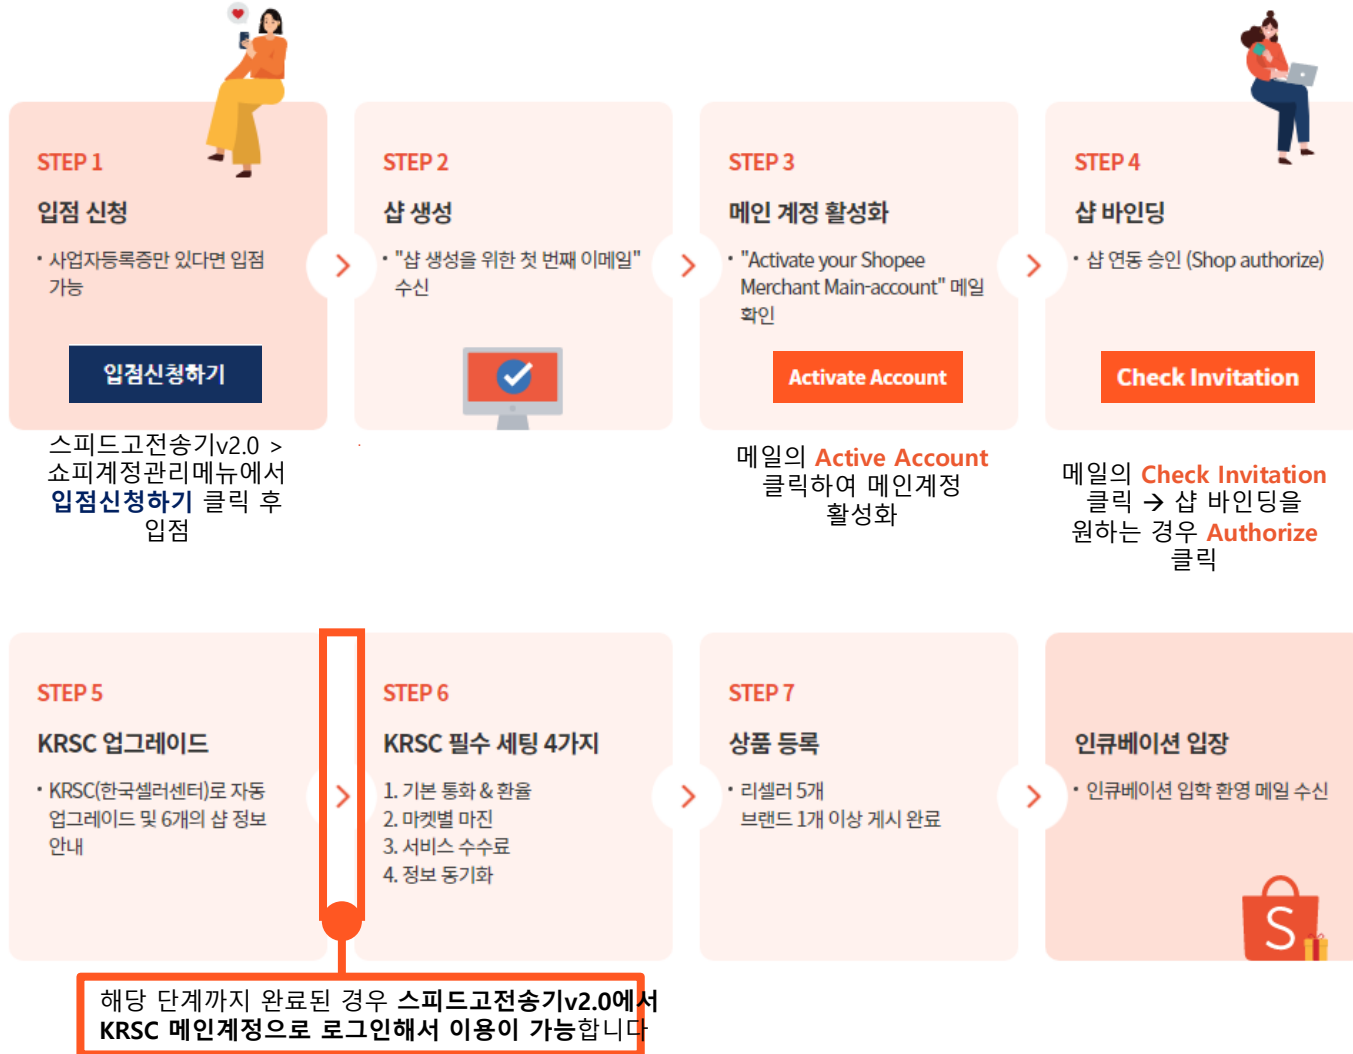 STEP 1
입점 신청
· 사업자등록증만 있다면 입점
가능
입점신청하기
스피드고전송기v2.0 >
쇼피계정관리메뉴에서
입점신청하기 클릭 후
입점
STEP 2
샵 생성
· "샵 생성을 위한 첫 번째 이메일"
수신
STEP 3
메인 계정 활성화
· "Activate your Shopee
Merchant Main-account" 메일
확인
Activate Account
메일의 Active Account
클릭하여 메인계정
활성화
STEP 4
샵 바인딩
· 샵 연동 승인 (Shop authorize)
Check Invitation
메일의 Check Invitation
클릭 → 샵 바인딩을
원하는 경우 Authorize
클릭
STEP 5
KRSC 업그레이드
· KRSC(한국셀러센터)로 자동
업그레이드 및 6개의 샵 정보
안내
STEP 6
KRSC 필수 세팅 4가지
1. 기본 통화 & 환율
2. 마켓별 마진
3. 서비스 수수료
4. 정보 동기화
STEP 7
상품 등록
· 리셀러 5개
브랜드 1개 이상 게시 완료
인큐베이션 입장
· 인큐베이션 입학 환영 메일 수신
S
해당 단계까지 완료된 경우 스피드고전송기v2.0에서
KRSC 메인계정으로 로그인해서 이용이 가능합니다